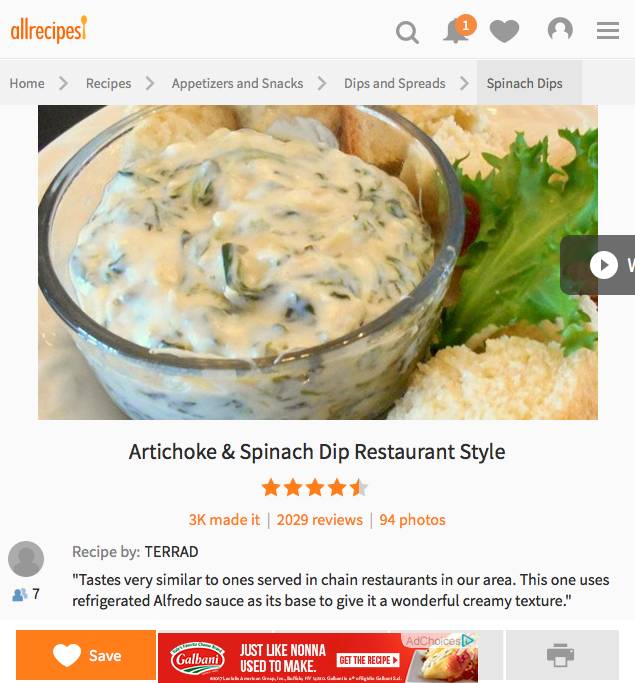 allrecipes
1
Home
Recipes
Appetizers and Snacks
Dips and Spreads
Spinach Dips
W
Artichoke & Spinach Dip Restaurant Style
3K made it | 2029 reviews | 94 photos
Recipe by: TERRAD
7
"Tastes very similar to ones served in chain restaurants in our area. This one uses
refrigerated Alfredo sauce as its base to give it a wonderful creamy texture."
Save
Galbani
JUST LIKE NONNA
USED TO MAKE.
GET THE RECIPE
AdChoices